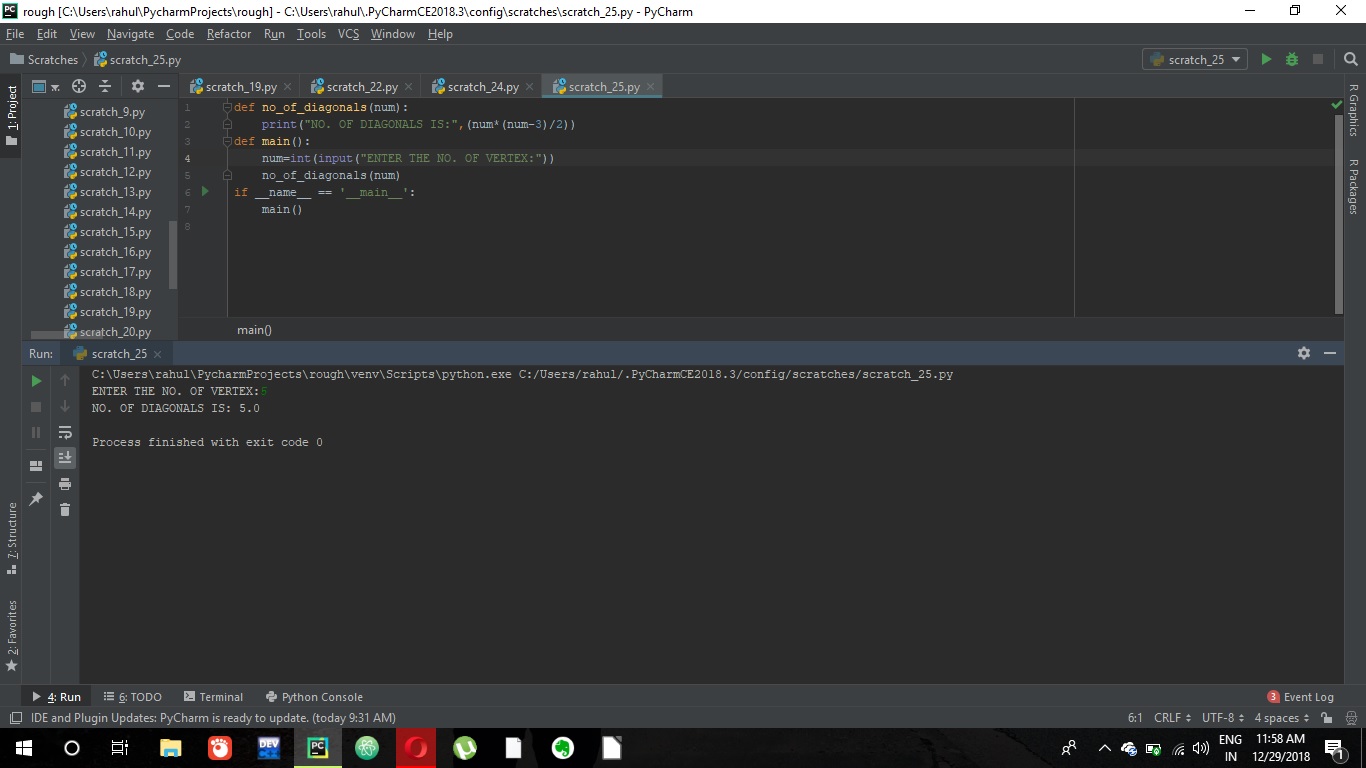 rough [C:\Users\rahul\PycharmProjects\rough] - C:\Users\rahul\.PyCharmCE2018.3\config\scratches\scratch_25.py - PyCharm
File Edit View Navigate Code Refactor Run Tools VCS Window Help
Scratches scratch_25.py
scratch_25
1: Project
scratch_19.py scratch_22.py scratch_24.py scratch_25.py
scratch_9.py
scratch_10.py
scratch_11.py
scratch_12.py
scratch_13.py
scratch_14.py
scratch_15.py
scratch_16.py
scratch_17.py
scratch_18.py
scratch_19.py
scratch_20.py
1 def no_of_diagonals(num):
2 print("NO. OF DIAGONALS IS:",(num*(num-3)/2))
3 def main():
4 num=int(input("ENTER THE NO. OF VERTEX:"))
5 no_of_diagonals(num)
6 if __name__ == '__main__':
7 main()
8
main()
R Graphics
R Packages
Run: scratch_25
C:\Users\rahul\PycharmProjects\rough\venv\Scripts\python.exe C:/Users/rahul/.PyCharmCE2018.3/config/scratches/scratch_25.py
ENTER THE NO. OF VERTEX:5
NO. OF DIAGONALS IS: 5.0
Process finished with exit code 0
7: Structure
2: Favorites
4: Run 6: TODO Terminal Python Console
3 Event Log
IDE and Plugin Updates: PyCharm is ready to update. (today 9:31 AM)
6:1 CRLF UTF-8 4 spaces
PC
DEV
PC
ENG
IN
11:58 AM
12/29/2018
1